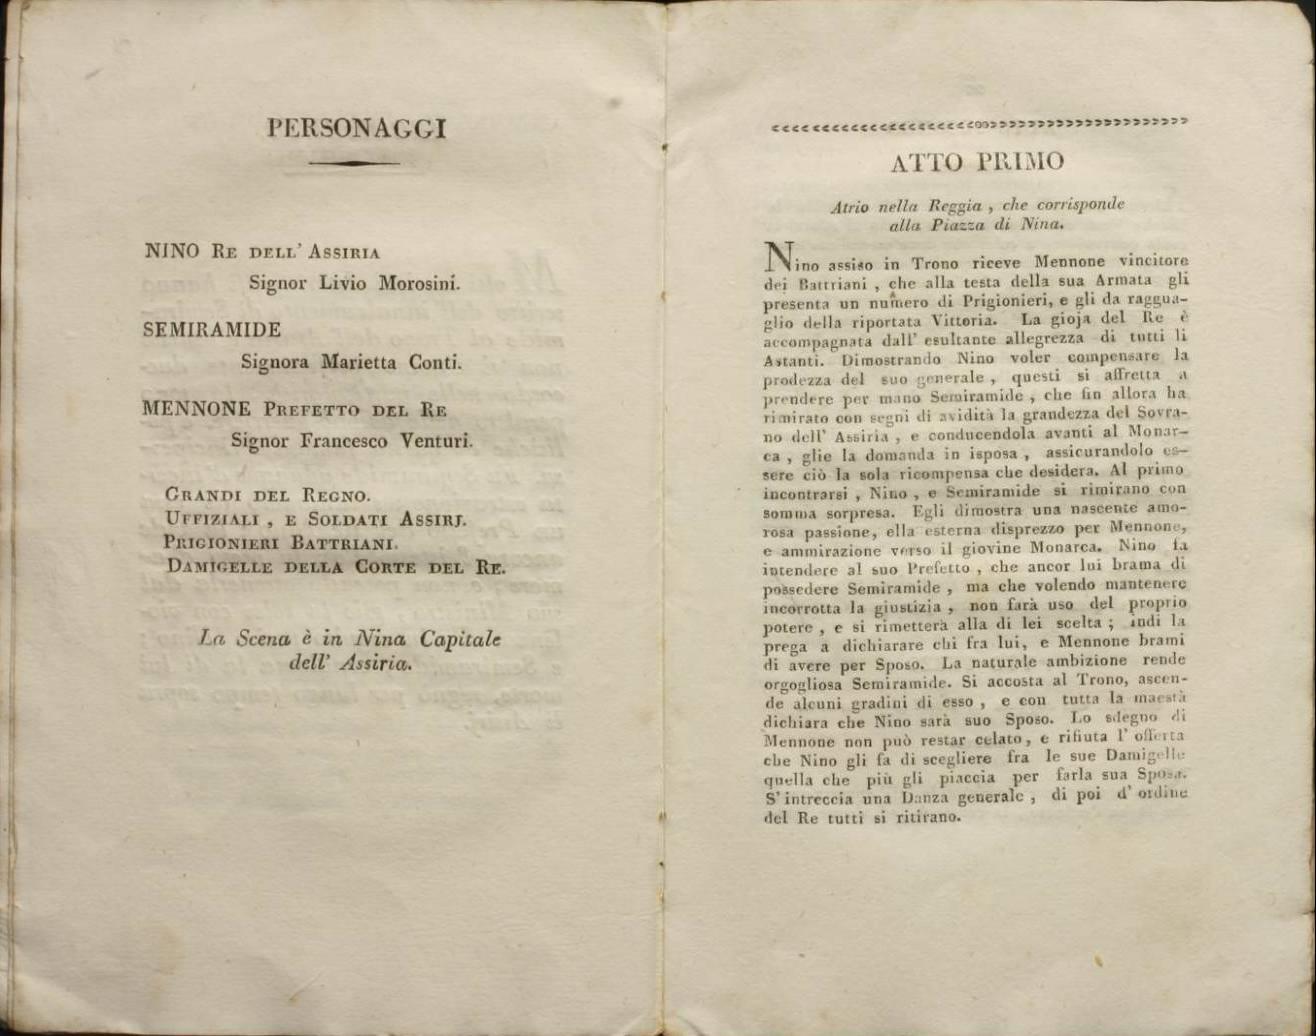 PERSONAGGI
NINO RE DELL' ASSIRIA
Signor Livio Morosini.
SEMIRAMIDE
Signora Marietta Conti.
MENNONE PREFETTO DEL RE
Signor Francesco Venturi.
GRANDI DEL REGNO.
UFFIZIALI , E SOLDATI ASSIRJ.
PRIGIONIERI BATTRIANI.
DAMIGELLE DELLA CORTE DEL RE.
La Scena è in Nina Capitale
dell' Assiria.
ATTO PRIMO
Atrio nella Reggia , che corrisponde
alla Piazza di Nina.
Nino assiso in Trono riceve Mennone vincitore
dei Battriani , che alla testa della sua Armata gli
presenta un numero di Prigionieri, e gli da raggua-
glio della riportata Vittoria. La gioja del Re è
accompagnata dall' esultante allegrezza di tutti li
Astanti. Dimostrando Nino voler compensare la
prodezza del suo generale , questi si affretta a
prendere per mano Semiramide , che fin allora ha
rimirato con segni di avidità la grandezza del Sovra-
no dell' Assiria , e conducendola avanti al Monar-
ca , glie la domanda in isposa , assicurandolo es-
sere ciò la sola ricompensa che desidera. Al primo
incontrarsi , Nino , e Semiramide si rimirano con
somma sorpresa. Egli dimostra una nascente amo-
rosa passione, ella esterna disprezzo per Mennone,
e ammirazione verso il giovine Monarca. Nino fa
intendere al suo Prefetto , che ancor lui brama di
possedere Semiramide , ma che volendo mantenere
incorrotta la giustizia , non farà uso del proprio
potere , e si rimetterà alla di lei scelta ; indi la
prega a dichiarare chi fra lui, e Mennone brami
di avere per Sposo. La naturale ambizione rende
orgogliosa Semiramide. Si accosta al Trono, ascen-
de alcuni gradini di esso , e con tutta la maestà
dichiara che Nino sarà suo Sposo. Lo sdegno di
Mennone non può restar celato, e rifiuta l' offerta
che Nino gli fa di scegliere fra le sue Damigelle
quella che più gli piaccia per farla sua Sposa.
S' intreccia una Danza generale , di poi d' ordine
del Re tutti si ritirano.